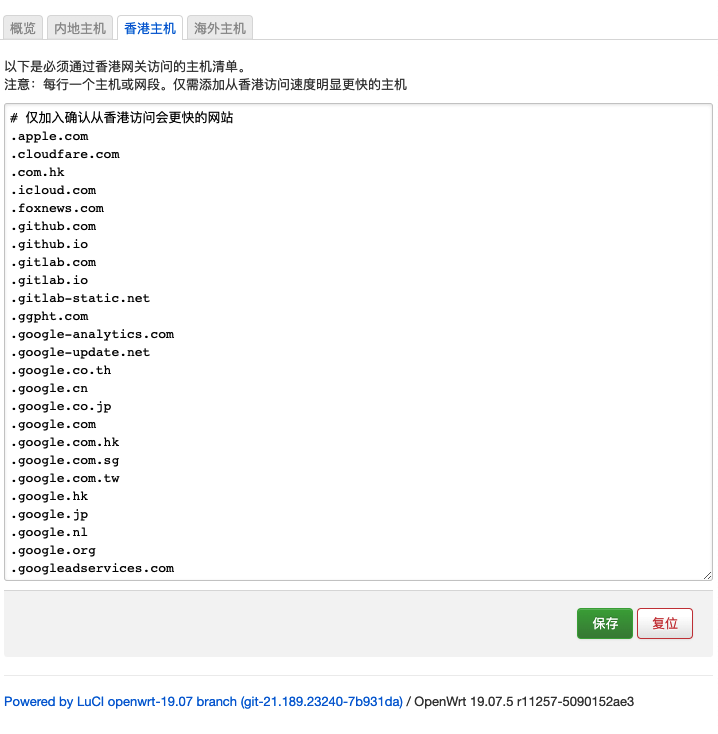 概览 内地主机 香港主机 海外主机
以下是必须通过香港网关访问的主机清单。
注意：每行一个主机或网段。仅需添加从香港访问速度明显更快的主机
# 仅加入确认从香港访问会更快的网站
.apple.com
.cloudfare.com
.com.hk
.icloud.com
.foxnews.com
.github.com
.github.io
.gitlab.com
.gitlab.io
.gitlab-static.net
.ggpht.com
.google-analytics.com
.google-update.net
.google.co.th
.google.cn
.google.co.jp
.google.com
.google.com.hk
.google.com.sg
.google.com.tw
.google.hk
.google.jp
.google.nl
.google.org
.googleadservices.com
保存 复位
Powered by LuCI openwrt-19.07 branch (git-21.189.23240-7b931da) / OpenWrt 19.07.5 r11257-5090152ae3